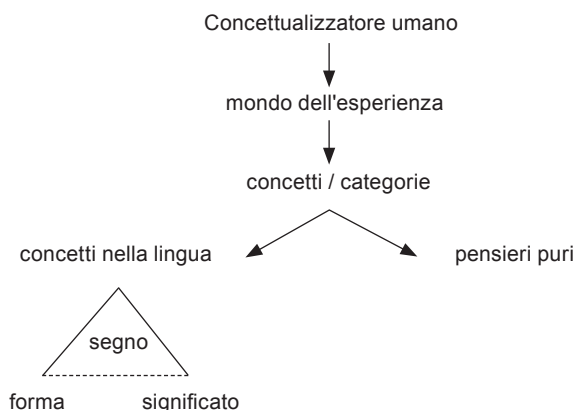 Concettualizzatore umano
mondo dell'esperienza
concetti / categorie
concetti nella lingua
pensieri puri
segno
forma
significato